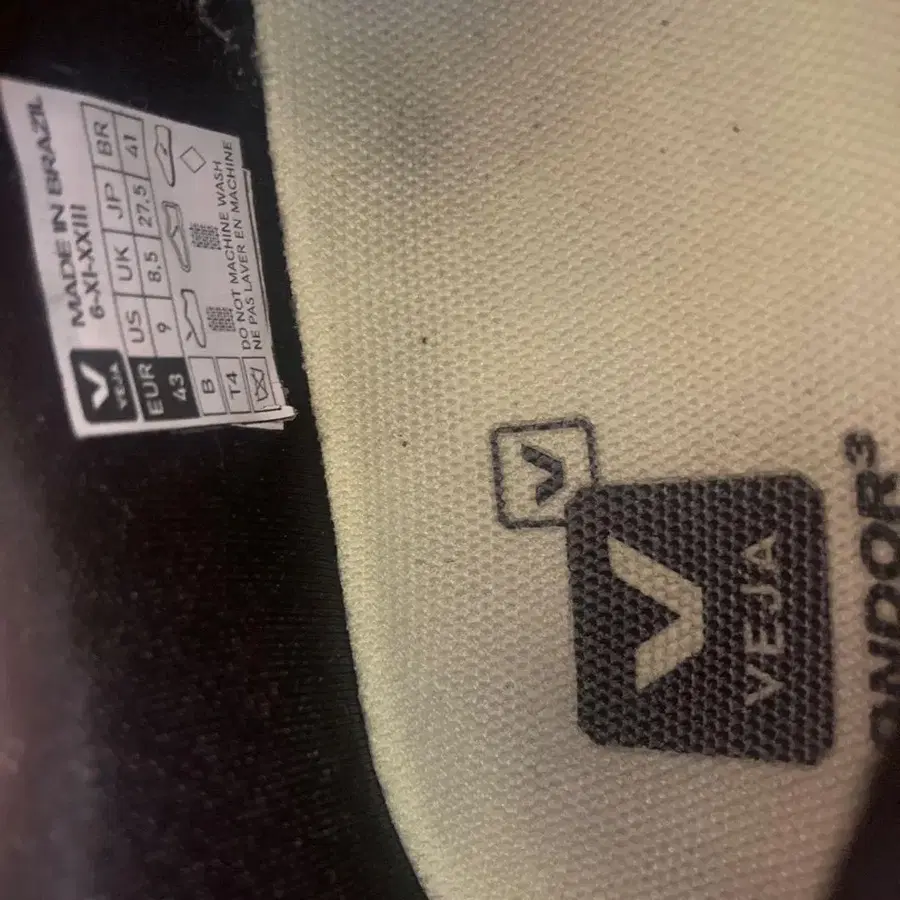 MADE IN BRAZIL
6-XI-XXIII
VEJA
EUR US UK JP BR
43 9 8.5 27.5 41
B
T4
DO NOT MACHINE WASH
NE PAS LAVER EN MACHINE
V
VEJA
ONDOR³